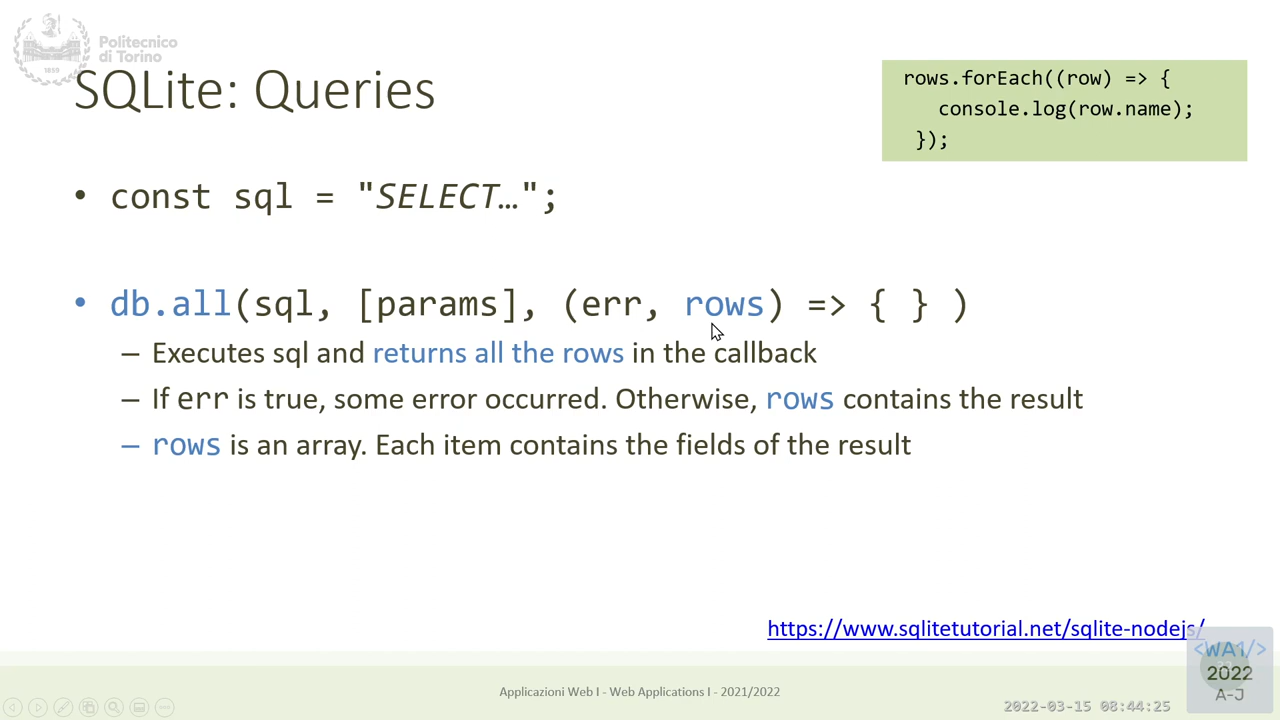 Politecnico
di Torino
1859
SQLite: Queries
rows.forEach((row) => {
console.log(row.name);
});
• const sql = "SELECT…";
• db.all(sql, [params], (err, rows) => { } )
– Executes sql and returns all the rows in the callback
– If err is true, some error occurred. Otherwise, rows contains the result
– rows is an array. Each item contains the fields of the result
https://www.sqlitetutorial.net/sqlite-nodejs/
Applicazioni Web I - Web Applications I - 2021/2022
2022-03-15 08:44:25
<WA1/>
2022
A-J